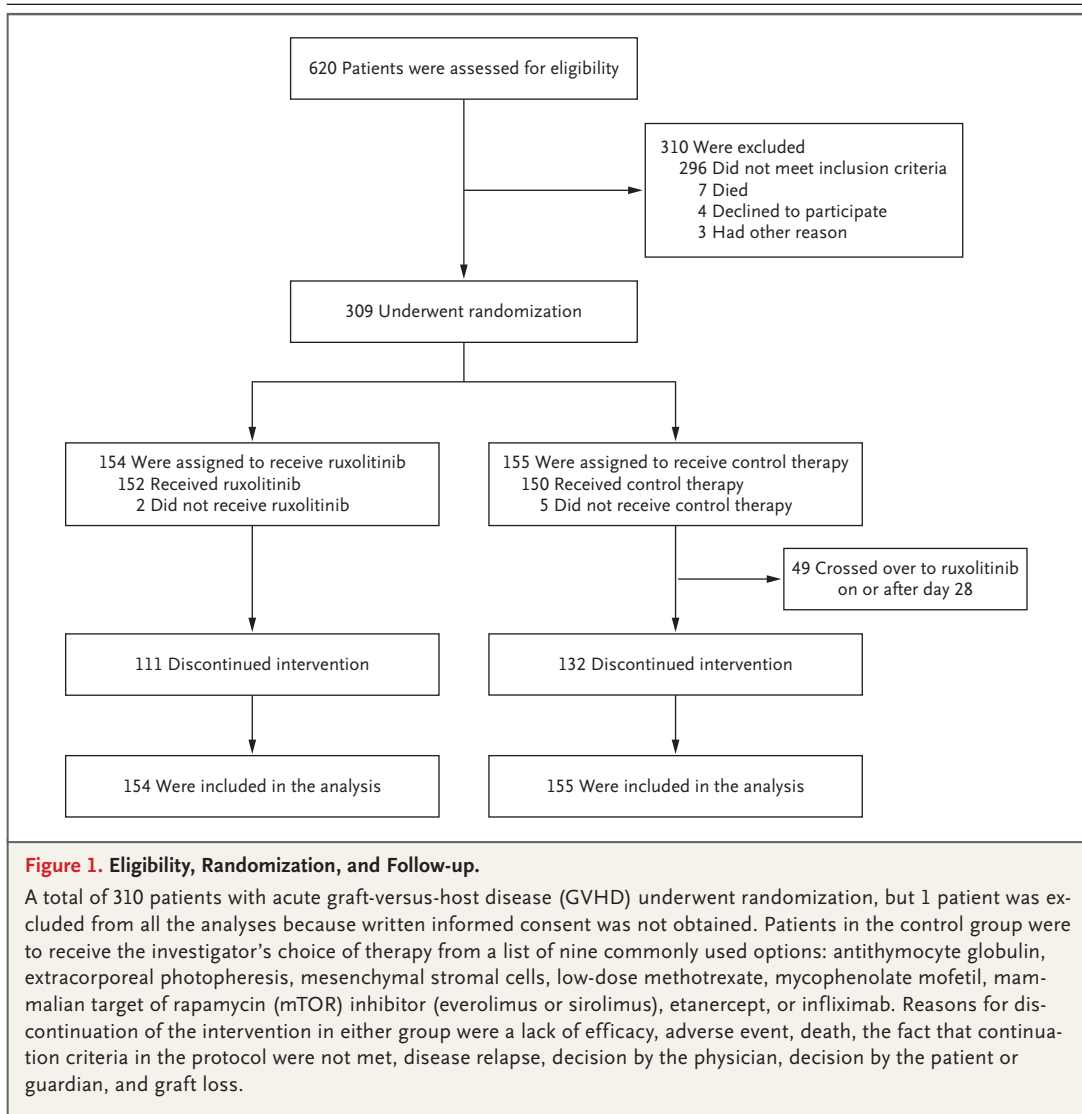 620 Patients were assessed for eligibility
310 Were excluded
296 Did not meet inclusion criteria
7 Died
4 Declined to participate
3 Had other reason
309 Underwent randomization
154 Were assigned to receive ruxolitinib
152 Received ruxolitinib
2 Did not receive ruxolitinib
155 Were assigned to receive control therapy
150 Received control therapy
5 Did not receive control therapy
49 Crossed over to ruxolitinib
on or after day 28
111 Discontinued intervention
132 Discontinued intervention
154 Were included in the analysis
155 Were included in the analysis
Figure 1. Eligibility, Randomization, and Follow-up.
A total of 310 patients with acute graft-versus-host disease (GVHD) underwent randomization, but 1 patient was ex-
cluded from all the analyses because written informed consent was not obtained. Patients in the control group were
to receive the investigator's choice of therapy from a list of nine commonly used options: antithymocyte globulin,
extracorporeal photopheresis, mesenchymal stromal cells, low-dose methotrexate, mycophenolate mofetil, mam-
malian target of rapamycin (mTOR) inhibitor (everolimus or sirolimus), etanercept, or infliximab. Reasons for dis-
continuation of the intervention in either group were a lack of efficacy, adverse event, death, the fact that continua-
tion criteria in the protocol were not met, disease relapse, decision by the physician, decision by the patient or
guardian, and graft loss.